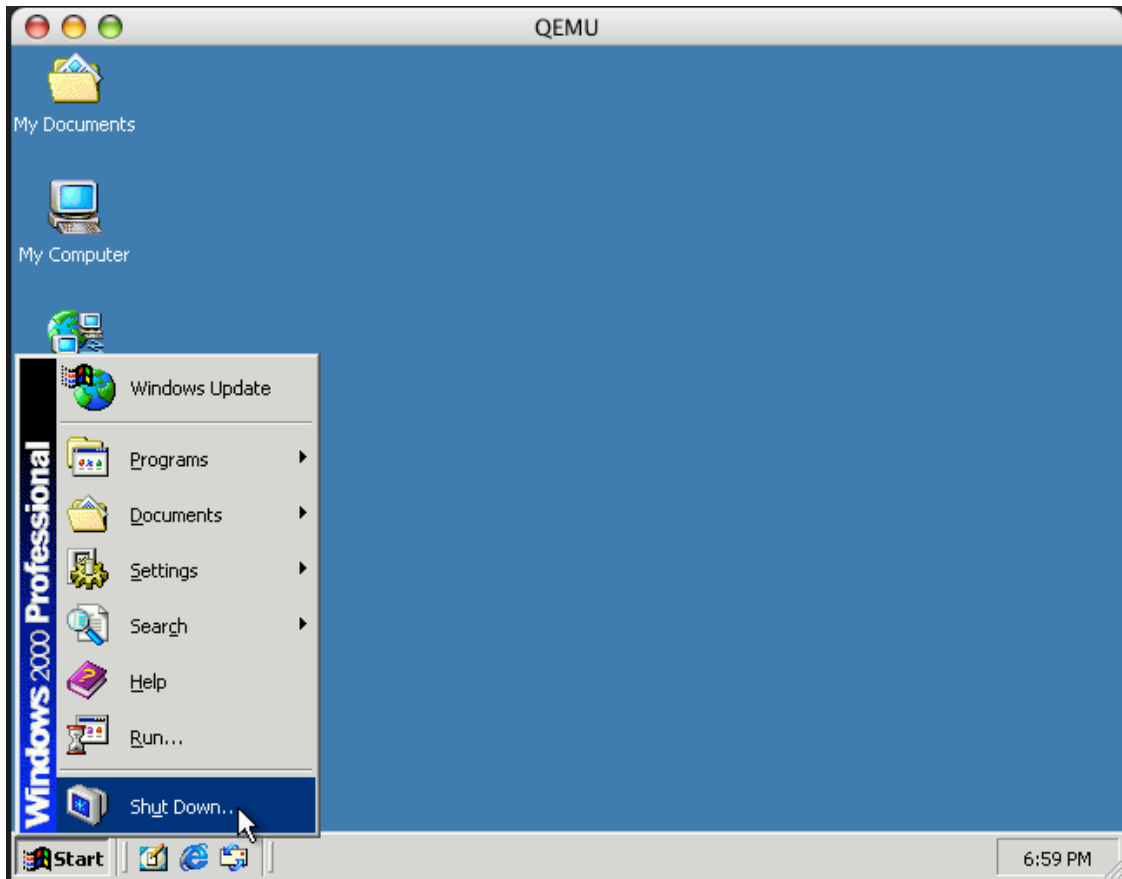 QEMU
My Documents
My Computer
Windows Update
Programs
Documents
Settings
Search
Help
Run...
Shut Down...
Windows 2000 Professional
Start
6:59 PM